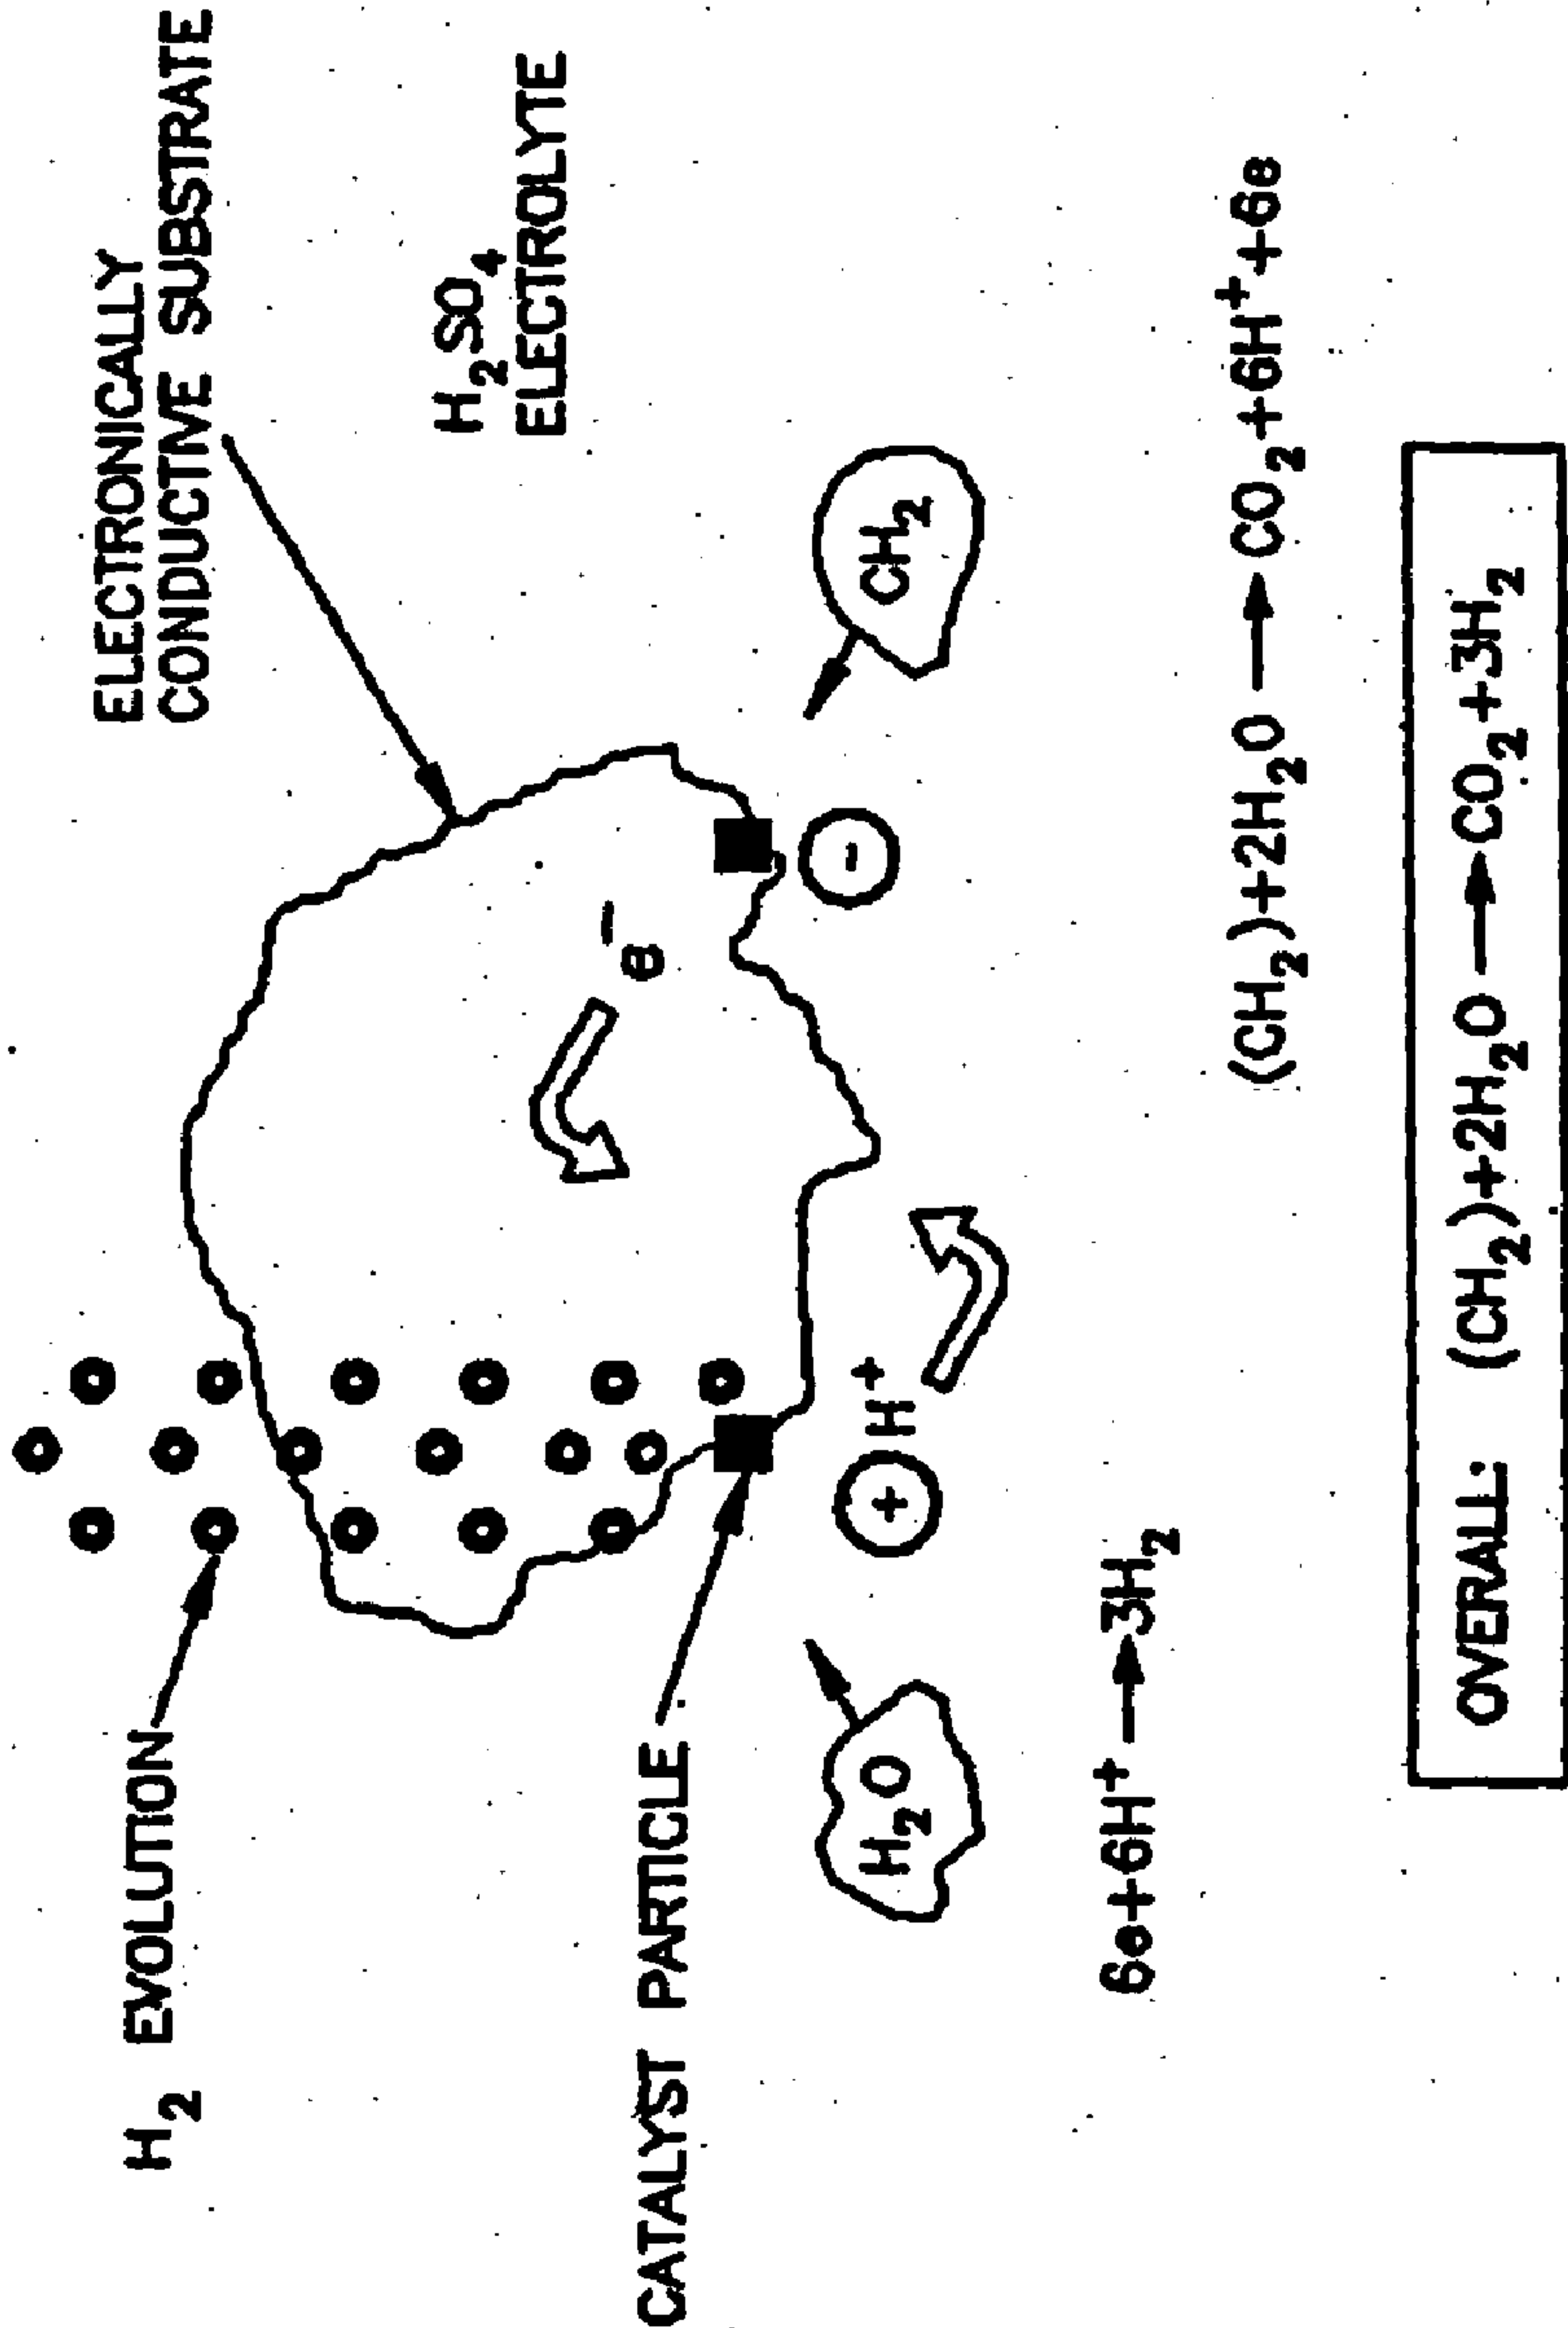 H₂ EVOLUTION
ELECTRONICALLY
CONDUCTIVE SUBSTRATE
H₂SO₄
ELECTROLYTE
e⁻
CATALYST PARTICLE
-
+
H⁺
H₂O
CH₂
6e+6H⁺ → 3H₂
(CH₂)+2H₂O → CO₂+6H⁺+6e
OVERALL: (CH₂)+2H₂O → CO₂+3H₂